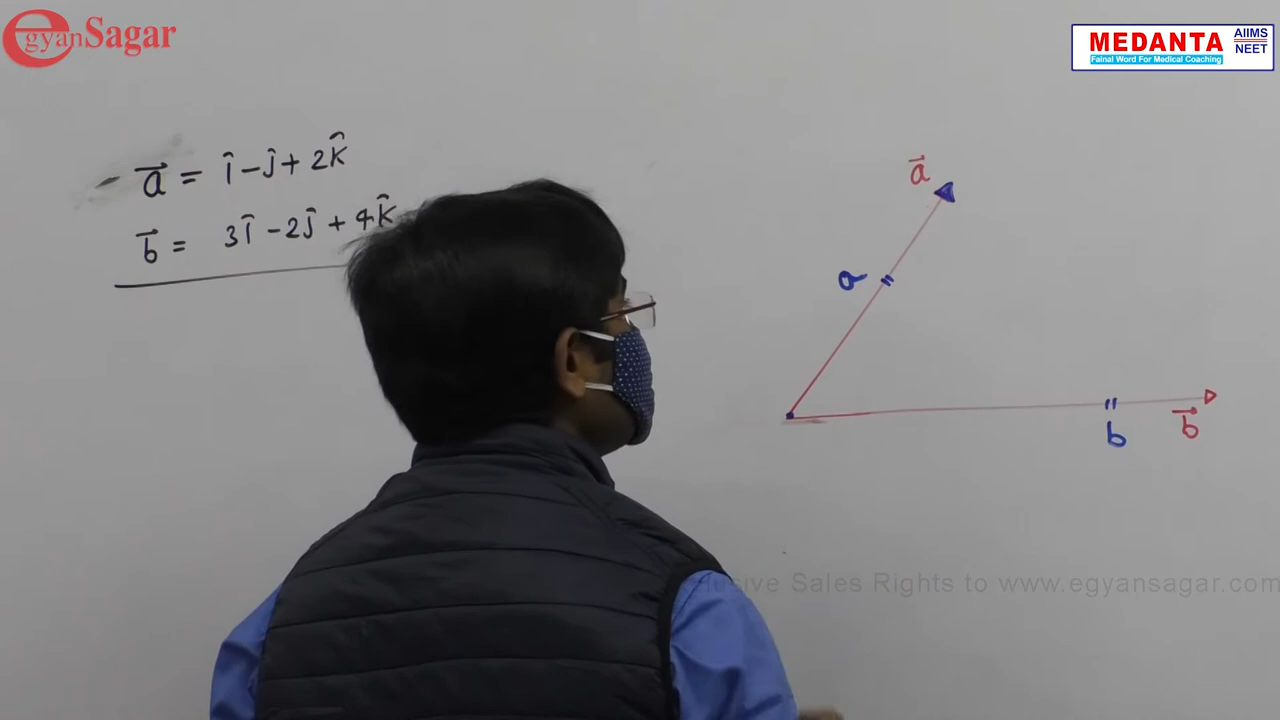 egyanSagar
MEDANTA AIIMS NEET
Fainal Word For Medical Coaching
a⃗ = î - ĵ + 2k̂
b⃗ = 3î - 2ĵ + 4k̂
a⃗
a
b
b⃗
Sales Rights to www.egyansagar.com